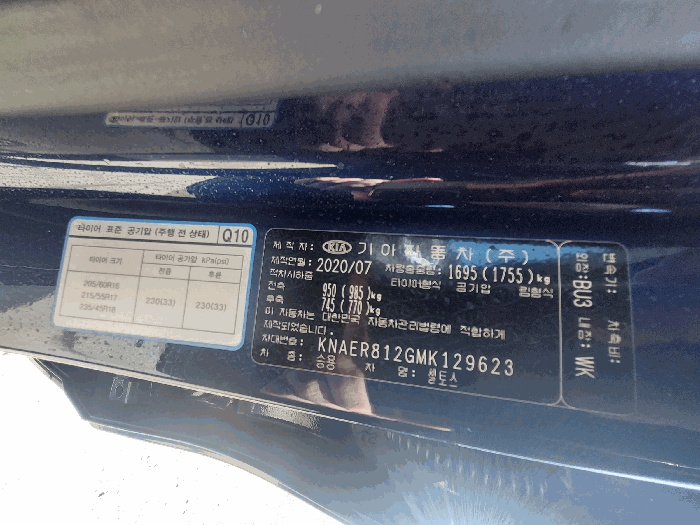 타이어 표준 공기압 (주행 전 상태) Q10
타이어 크기 타이어 공기압 kPa(psi)
전륜 후륜
205/60R16
215/55R17 230(33) 230(33)
235/45R18
제 작 자: KIA 기아자동차(주)
제작연월: 2020/07 차량총중량: 1695(1755)kg
적차시하중 타이어형식 공기압 림형식
전축 950(985)kg
후축 745(770)kg
이 자동차는 대한민국 자동차관리법령에 적합하게
제작되었습니다.
차대번호: KNAER812GMK129623
차 종: 승용 차 명: 셀토스
변속기: 치축비:
외장: BU3 내장: WK